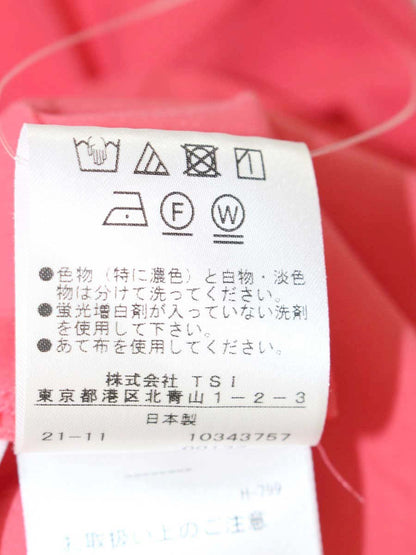 F W
●色物(特に濃色)と白物・淡色
物は分けて洗ってください。
●蛍光増白剤が入っていない洗剤
を使用して下さい。
●あて布を使用してください。
株式会社 TSI
東京都港区北青山1-2-3
日本製
21-11 10343757
H-799
お取扱い上のご注意